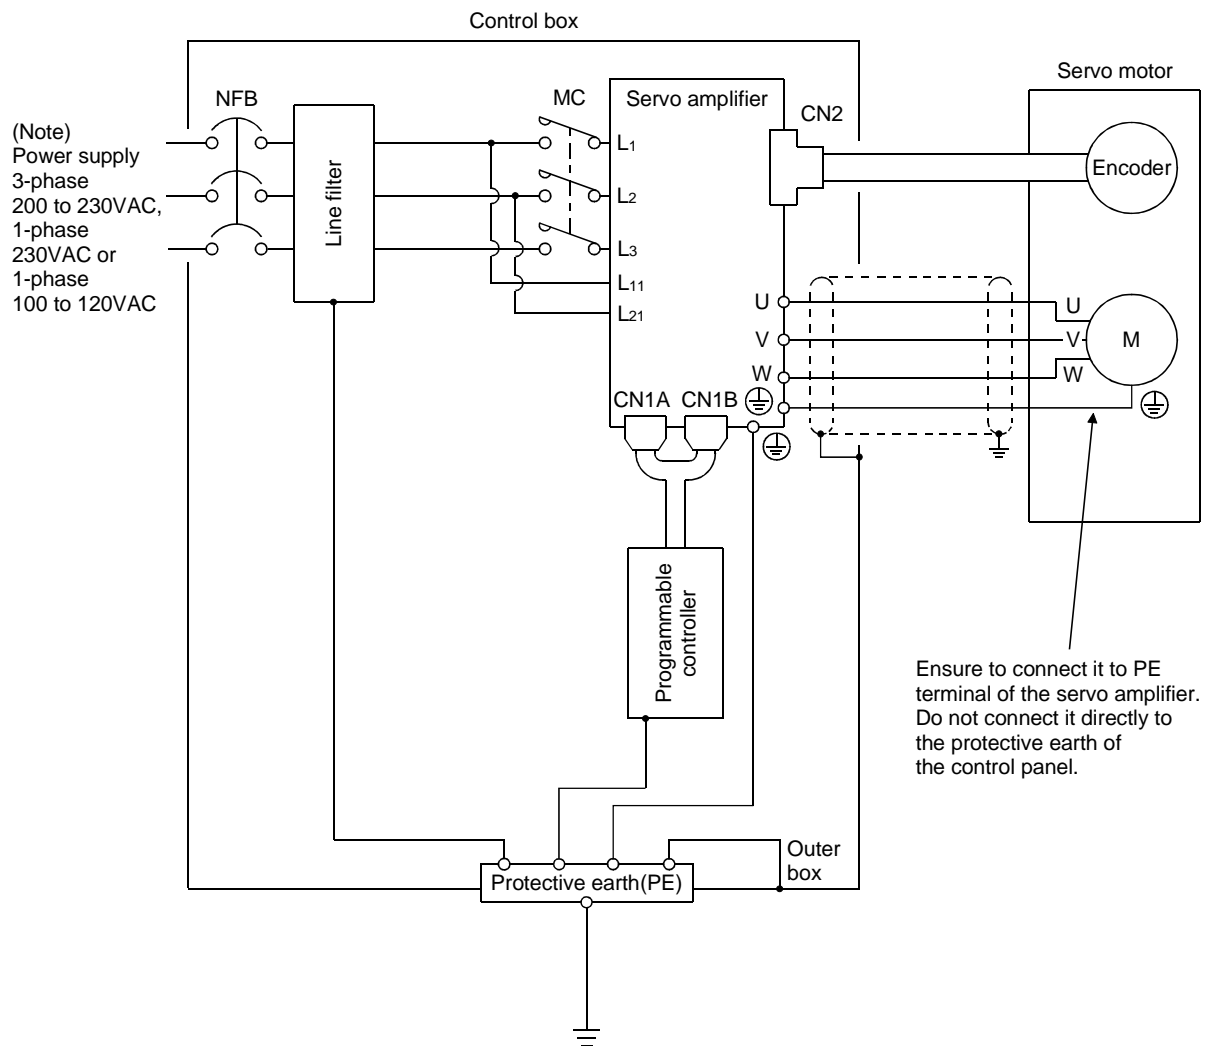 Control box
Servo motor
NFB
MC
Servo amplifier
CN2
(Note)
Power supply
3-phase
200 to 230VAC,
1-phase
230VAC or
1-phase
100 to 120VAC
Line filter
L1
L2
L3
L11
L21
Encoder
U
V
W
U
V
W
M
CN1A
CN1B
Programmable
controller
Ensure to connect it to PE
terminal of the servo amplifier.
Do not connect it directly to
the protective earth of
the control panel.
Outer
box
Protective earth(PE)